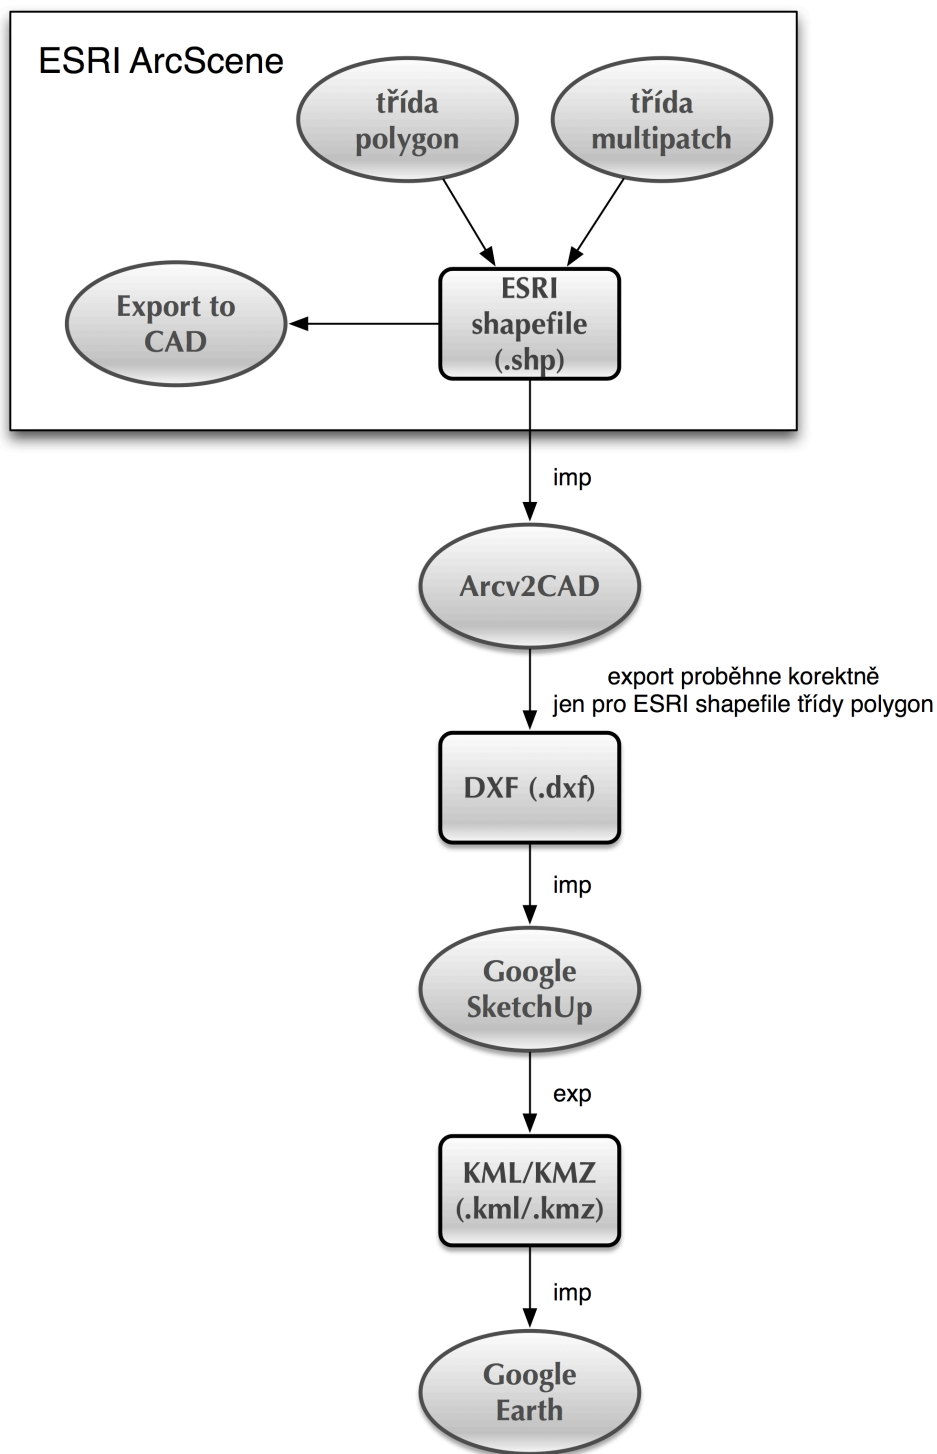 ESRI ArcScene
třída
polygon
třída
multipatch
Export to
CAD
ESRI
shapefile
(.shp)
imp
Arcv2CAD
export proběhne korektně
jen pro ESRI shapefile třídy polygon
DXF (.dxf)
imp
Google
SketchUp
exp
KML/KMZ
(.kml/.kmz)
imp
Google
Earth